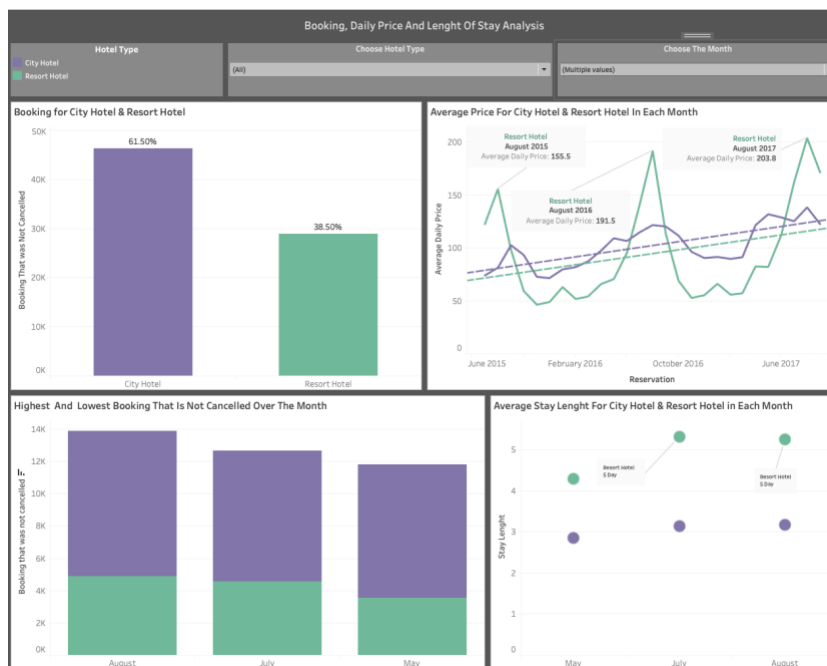 Booking, Daily Price And Lenght Of Stay Analysis
Hotel Type
City Hotel
Resort Hotel
Choose Hotel Type
(All)
Choose The Month
(Multiple values)
Booking for City Hotel & Resort Hotel
Booking That was Not Cancelled
50K
40K
30K
20K
10K
0K
61.50%
38.50%
City Hotel
Resort Hotel
Average Price For City Hotel & Resort Hotel In Each Month
Average Daily Price
200
150
100
50
0
Resort Hotel
August 2015
Average Daily Price: 155.5
Resort Hotel
August 2016
Average Daily Price: 191.5
Resort Hotel
August 2017
Average Daily Price: 203.8
June 2015
February 2016
October 2016
June 2017
Reservation
Highest And Lowest Booking That Is Not Cancelled Over The Month
Booking that was not cancelled
14K
12K
10K
8K
6K
4K
2K
0K
August
July
May
Average Stay Lenght For City Hotel & Resort Hotel in Each Month
Stay Lenght
5
4
3
2
1
0
Resort Hotel
5 Day
Resort Hotel
5 Day
May
July
August